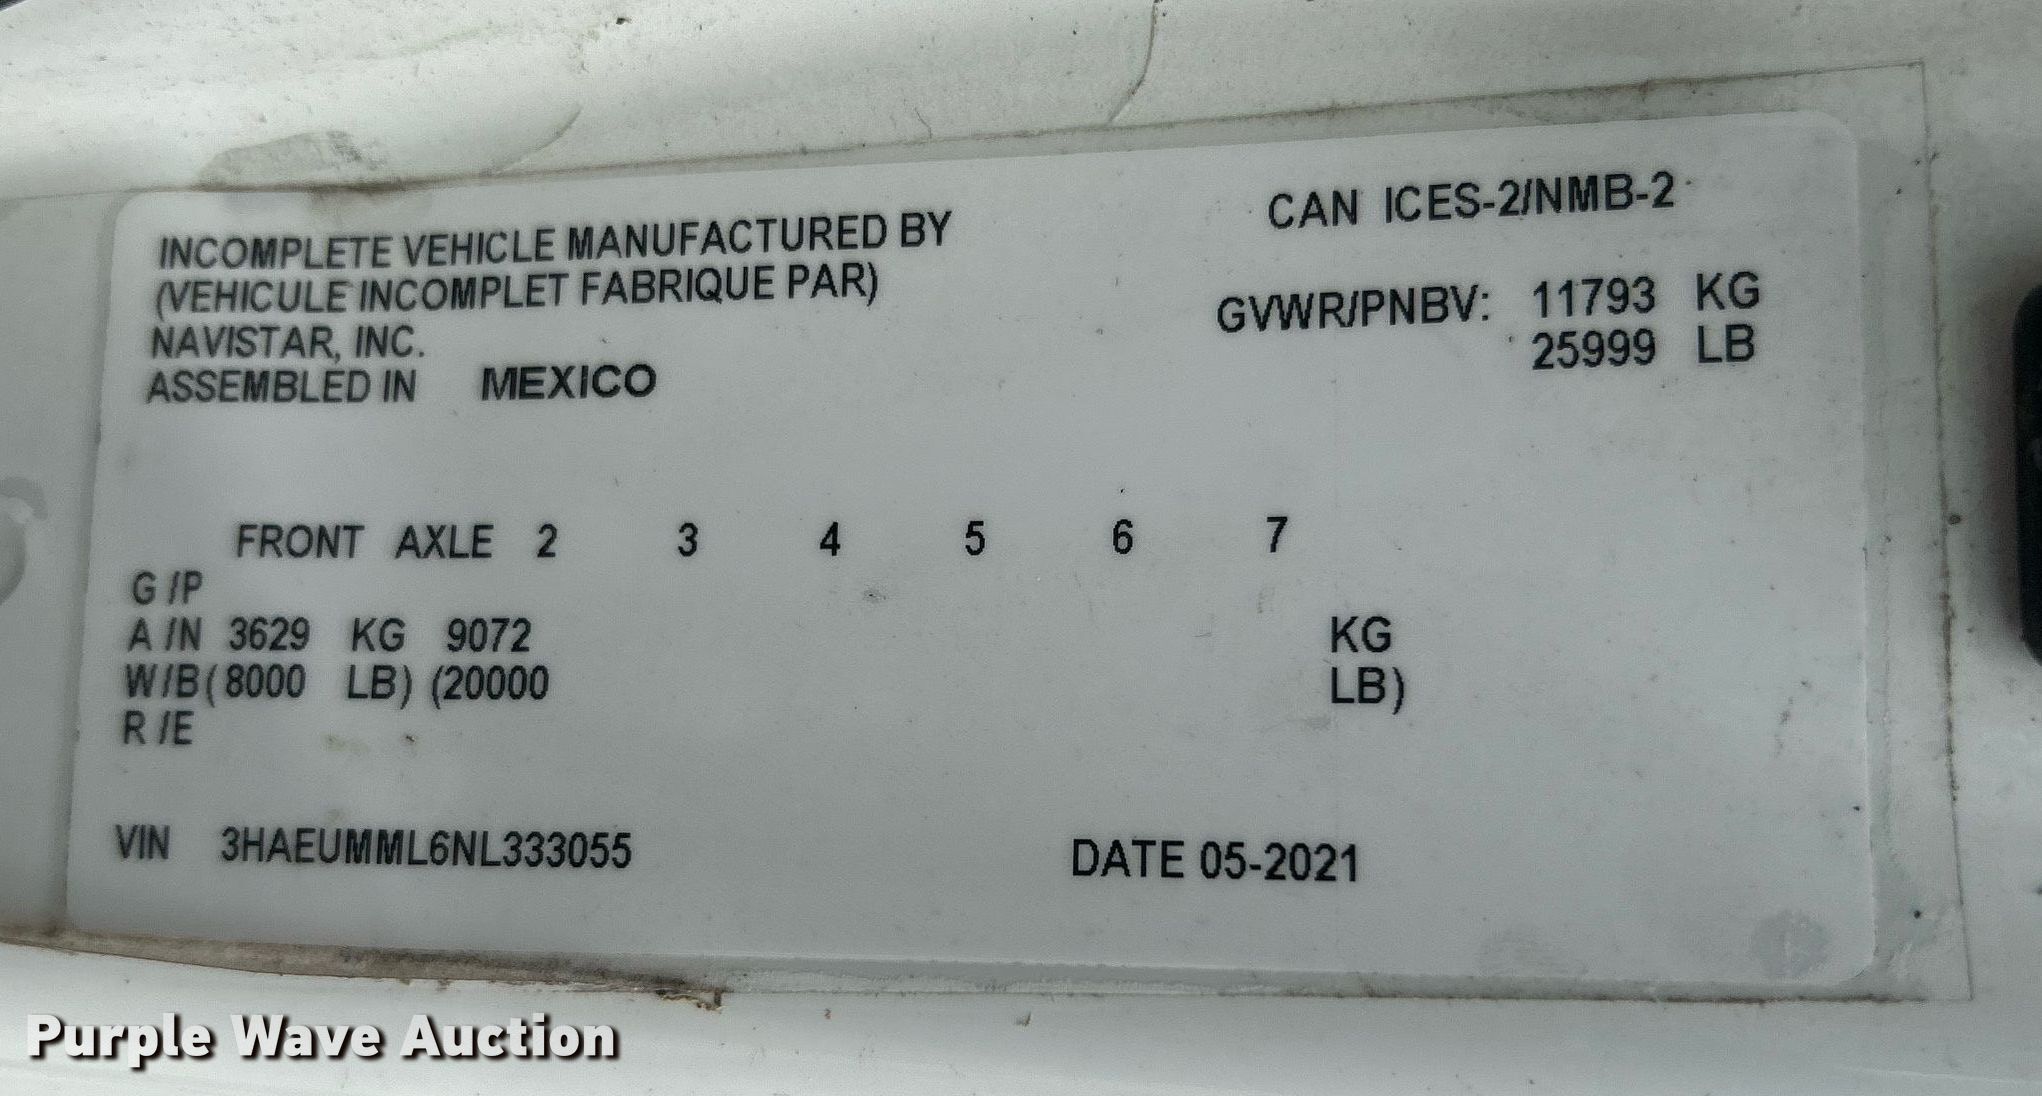 INCOMPLETE VEHICLE MANUFACTURED BY
(VEHICULE INCOMPLET FABRIQUE PAR)
NAVISTAR, INC.
ASSEMBLED IN MEXICO
CAN ICES-2/NMB-2
GVWR/PNBV: 11793 KG
25999 LB
FRONT AXLE 2 3 4 5 6 7
G /P
A /N 3629 KG 9072 KG
W/B (8000 LB) (20000 LB)
R /E
VIN 3HAEUMML6NL333055
DATE 05-2021
Purple Wave Auction